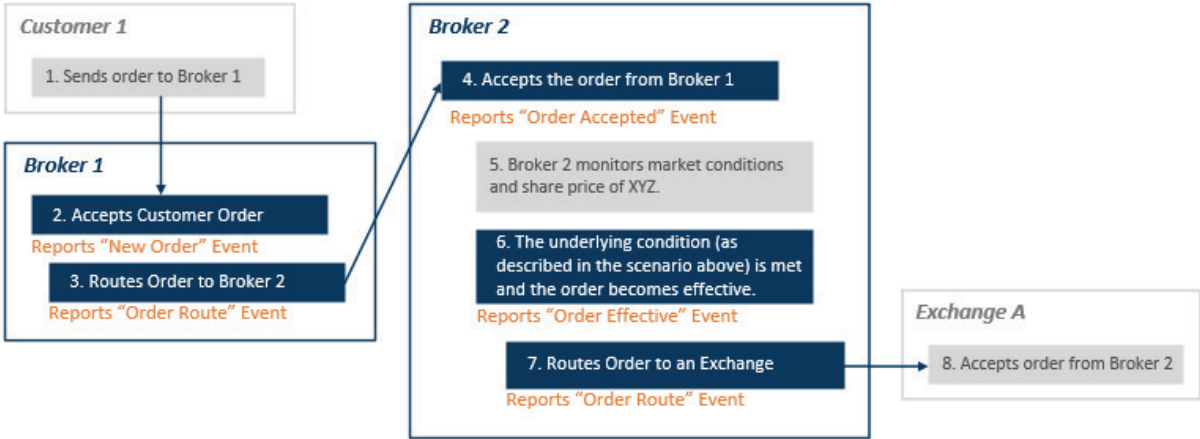 Customer 1
1. Sends order to Broker 1
Broker 1
2. Accepts Customer Order
Reports “New Order” Event
3. Routes Order to Broker 2
Reports “Order Route” Event
Broker 2
4. Accepts the order from Broker 1
Reports “Order Accepted” Event
5. Broker 2 monitors market conditions
and share price of XYZ.
6. The underlying condition (as
described in the scenario above) is met
and the order becomes effective.
Reports “Order Effective” Event
7. Routes Order to an Exchange
Reports “Order Route” Event
Exchange A
8. Accepts order from Broker 2